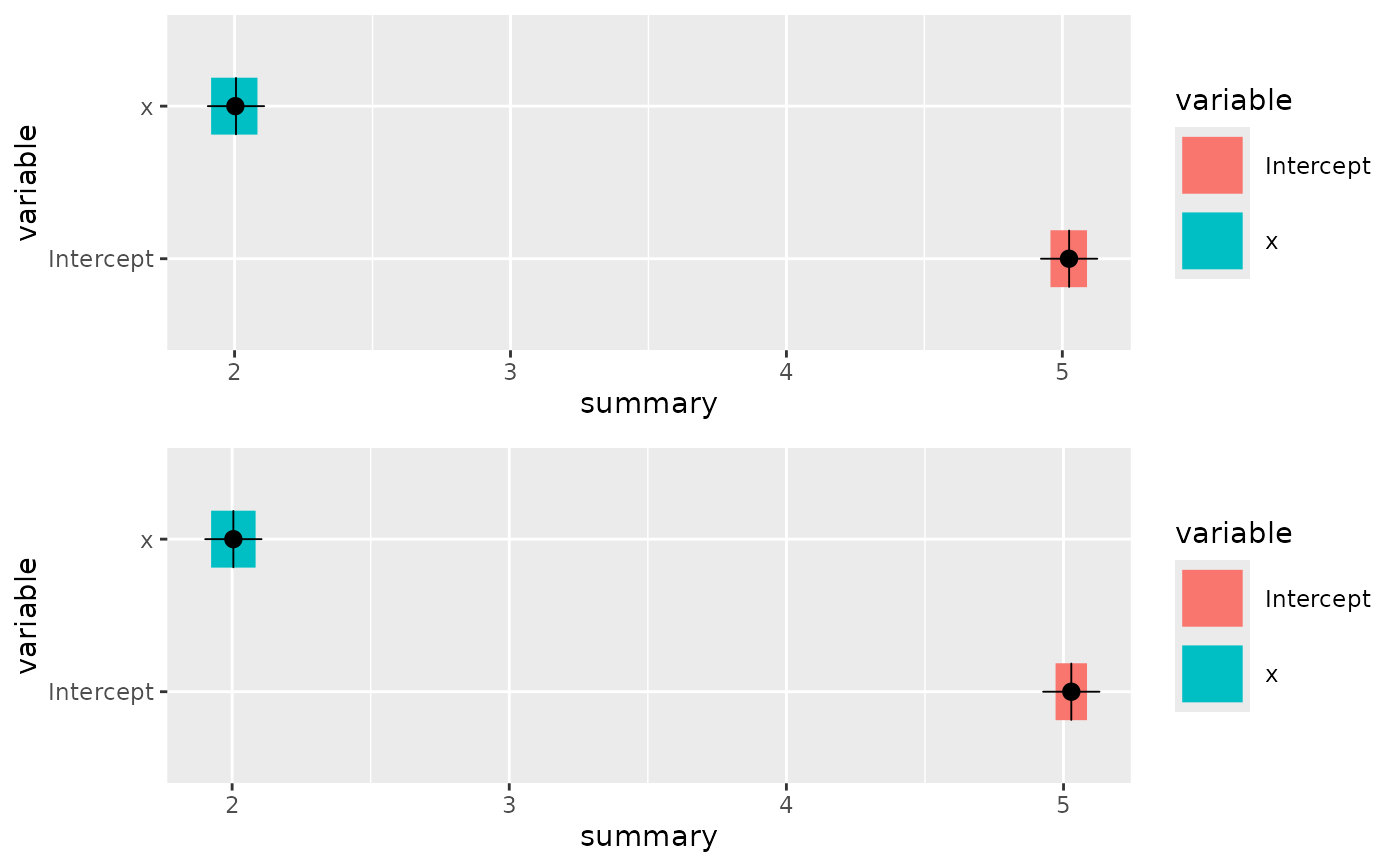 variable
x
Intercept
2 3 4 5
summary
variable
Intercept
x
variable
x
Intercept
2 3 4 5
summary
variable
Intercept
x